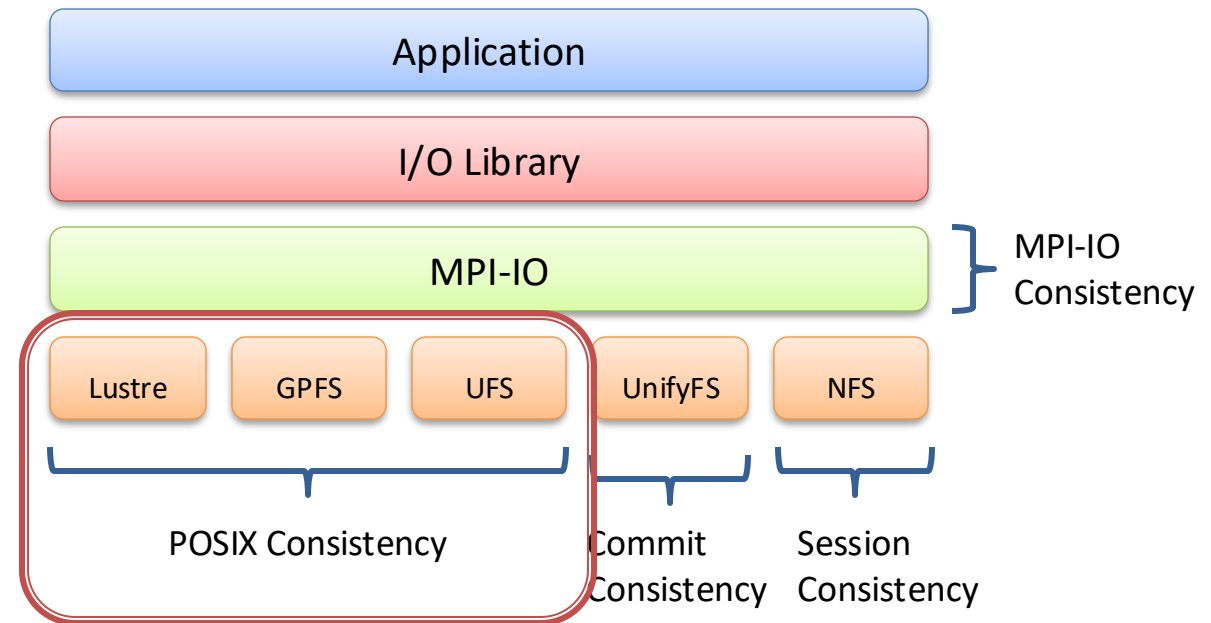 Application
I/O Library
MPI-IO
MPI-IO
Consistency
Lustre
GPFS
UFS
UnifyFS
NFS
POSIX Consistency
Commit
Consistency
Session
Consistency